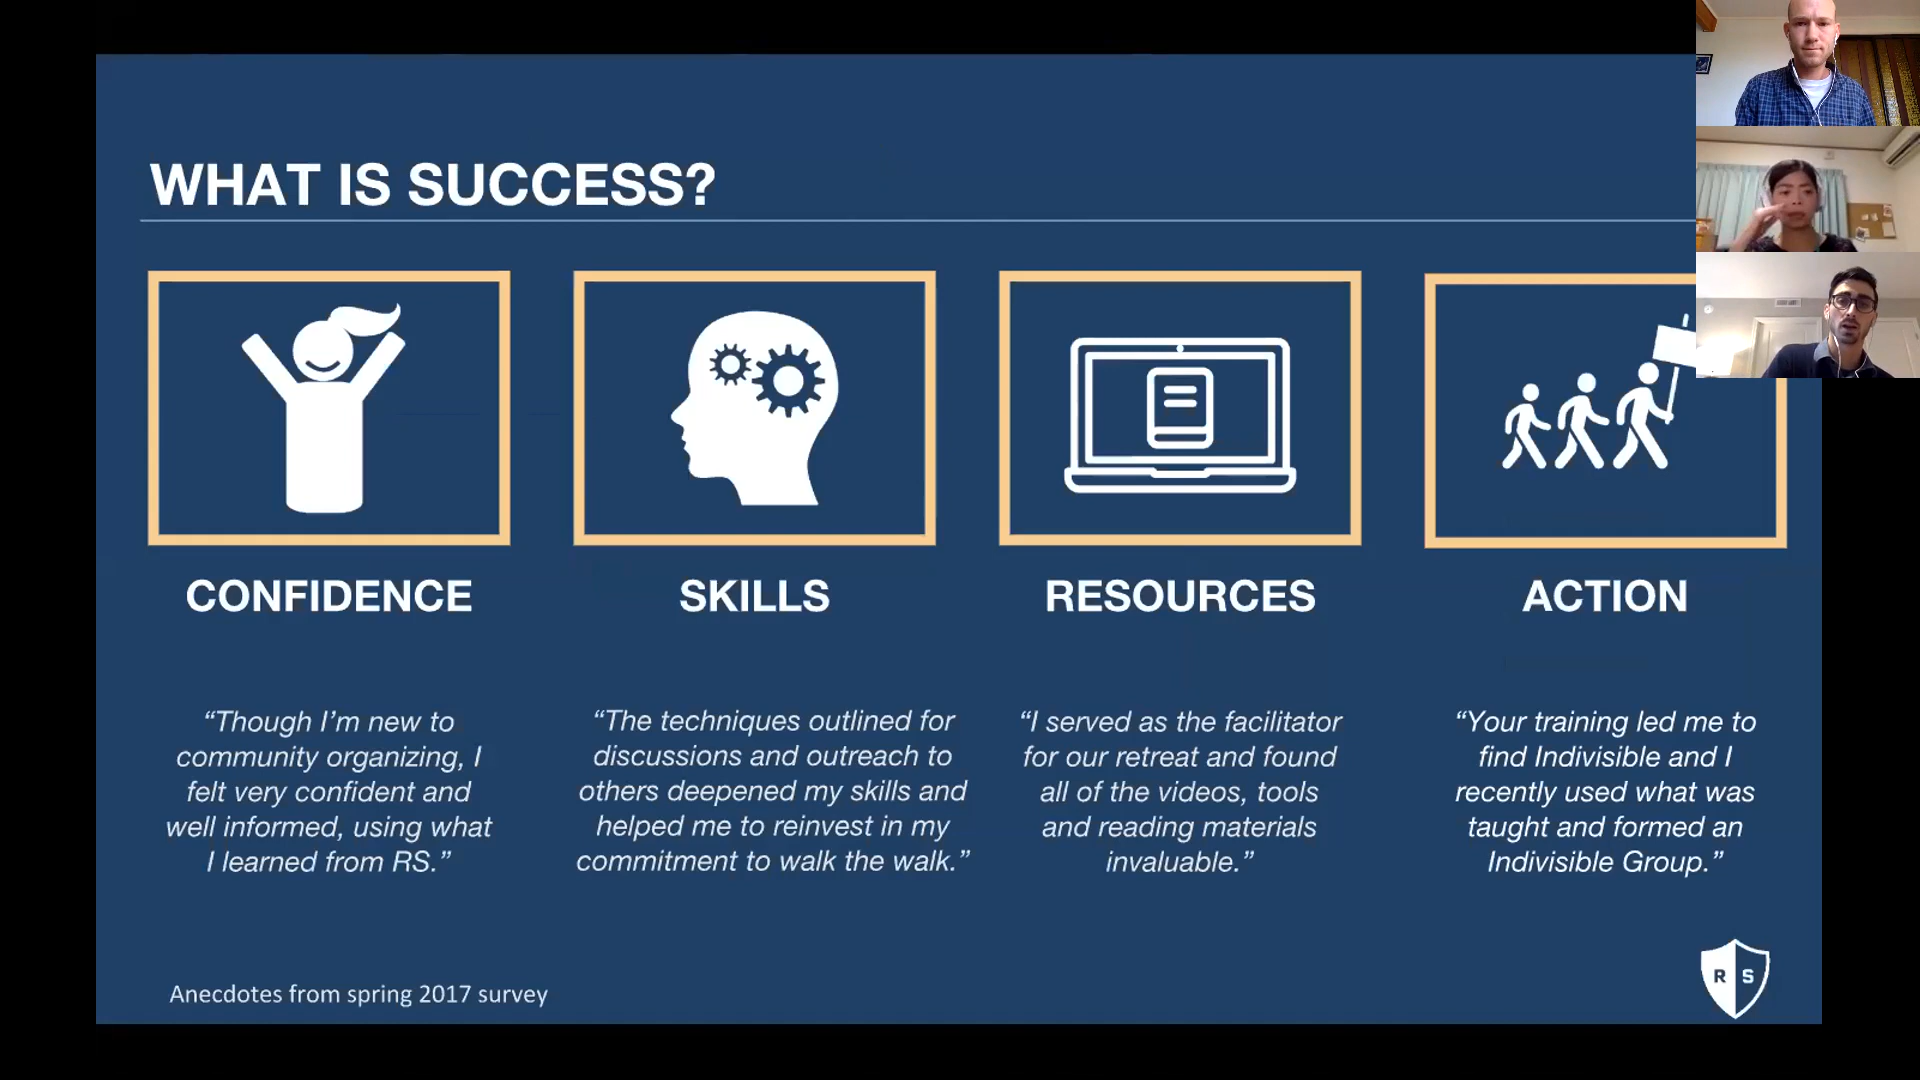 WHAT IS SUCCESS?
CONFIDENCE
“Though I’m new to
community organizing, I
felt very confident and
well informed, using what
I learned from RS.”
SKILLS
“The techniques outlined for
discussions and outreach to
others deepened my skills and
helped me to reinvest in my
commitment to walk the walk.”
RESOURCES
“I served as the facilitator
for our retreat and found
all of the videos, tools
and reading materials
invaluable.”
ACTION
“Your training led me to
find Indivisible and I
recently used what was
taught and formed an
Indivisible Group.”
Anecdotes from spring 2017 survey
R S